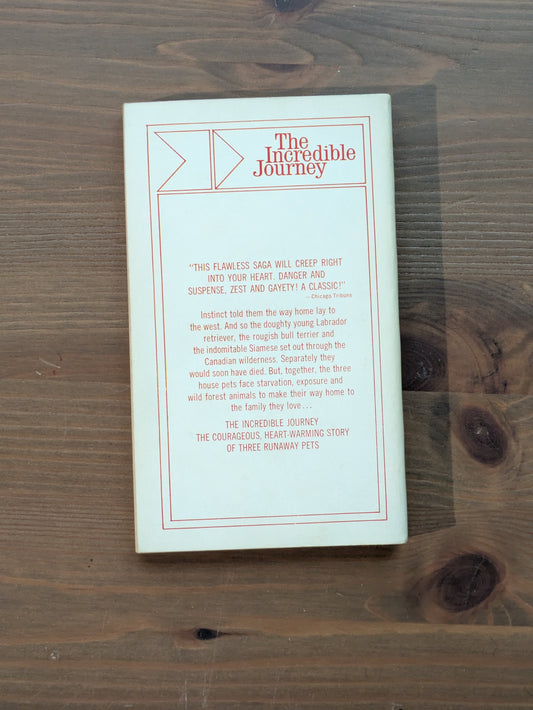 The
Incredible
Journey
"THIS FLAWLESS SAGA WILL CREEP RIGHT
INTO YOUR HEART. DANGER AND
SUSPENSE, ZEST AND GAYETY! A CLASSIC!"
— Chicago Tribune
Instinct told them the way home lay to
the west. And so the doughty young Labrador
retriever, the rougish bull terrier and
the indomitable Siamese set out through the
Canadian wilderness. Separately they
would soon have died. But, together, the three
house pets face starvation, exposure and
wild forest animals to make their way home to
the family they love...
THE INCREDIBLE JOURNEY
THE COURAGEOUS, HEART-WARMING STORY
OF THREE RUNAWAY PETS